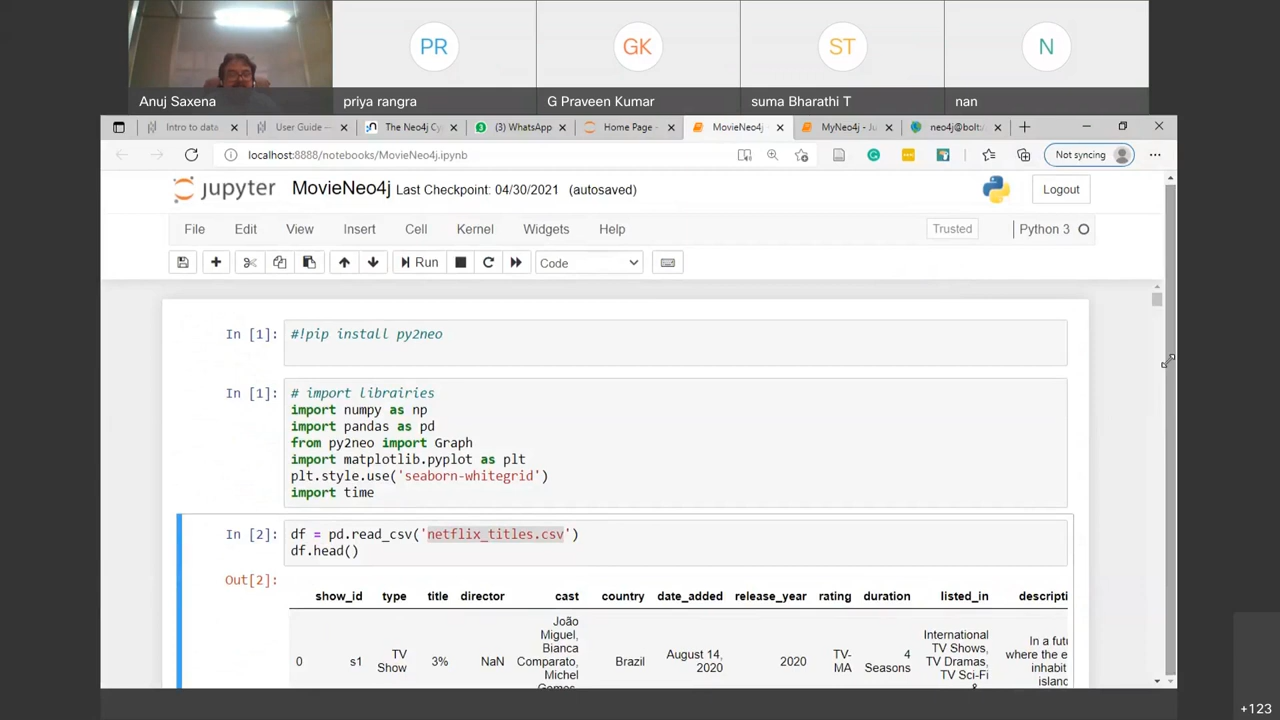 PR
GK
ST
N
Anuj Saxena
priya rangra
G Praveen Kumar
suma Bharathi T
nan
Intro to data
User Guide —
The Neo4j Cy
(3) WhatsApp
Home Page -
MovieNeo4j
MyNeo4j - Ju
neo4j@bolt:
localhost:8888/notebooks/MovieNeo4j.ipynb
Not syncing
jupyter
MovieNeo4j Last Checkpoint: 04/30/2021 (autosaved)
Logout
File Edit View Insert Cell Kernel Widgets Help
Trusted
Python 3
Run
Code
In [1]: #!pip install py2neo
In [1]: # import librairies
import numpy as np
import pandas as pd
from py2neo import Graph
import matplotlib.pyplot as plt
plt.style.use('seaborn-whitegrid')
import time
In [2]: df = pd.read_csv('netflix_titles.csv')
df.head()
Out[2]:
show_id type title director cast country date_added release_year rating duration listed_in descripti
0 s1 TV Show 3% NaN João Miguel, Bianca Comparato, Michel Gomes, Brazil August 14, 2020 2020 TV-MA 4 Seasons International TV Shows, TV Dramas, TV Sci-Fi & In a futu where the e inhabit islanc
+123